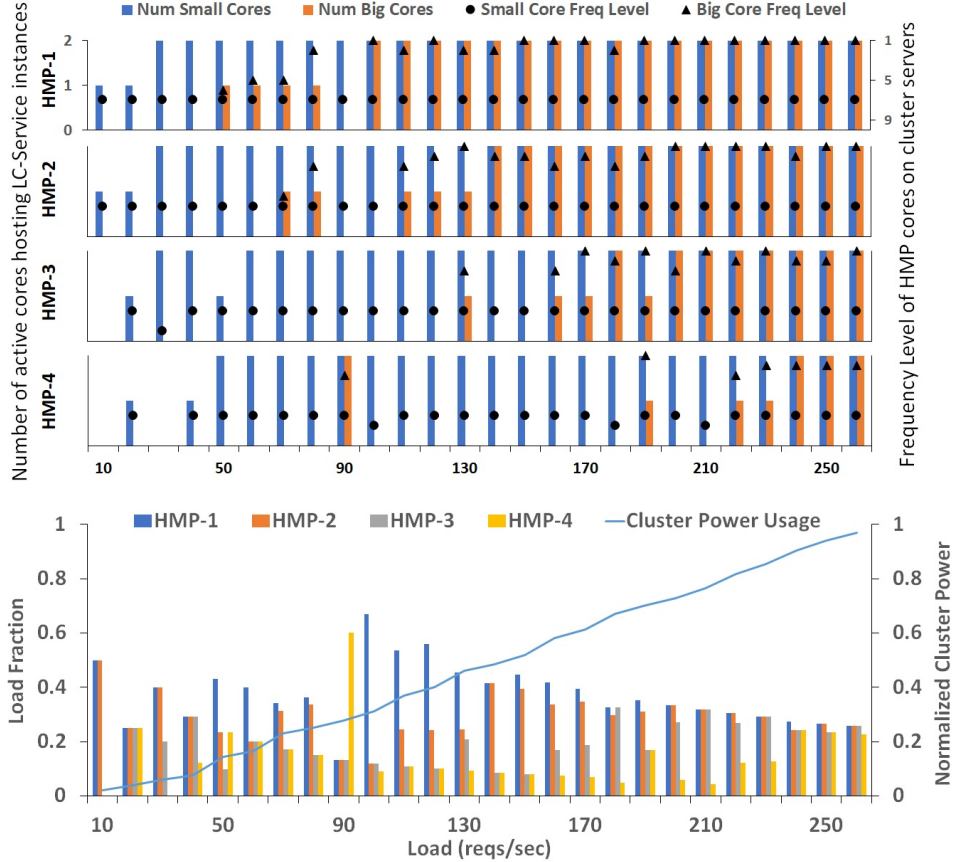 Num Small Cores Num Big Cores Small Core Freq Level Big Core Freq Level
Number of active cores hosting LC-Service instances
HMP-1
2
1
0
1
5
9
HMP-2
HMP-3
HMP-4
Frequency Level of HMP cores on cluster servers
10 50 90 130 170 210 250
HMP-1 HMP-2 HMP-3 HMP-4 Cluster Power Usage
Load Fraction
1
0.8
0.6
0.4
0.2
0
1
0.8
0.6
0.4
0.2
0
Normalized Cluster Power
10 50 90 130 170 210 250
Load (reqs/sec)